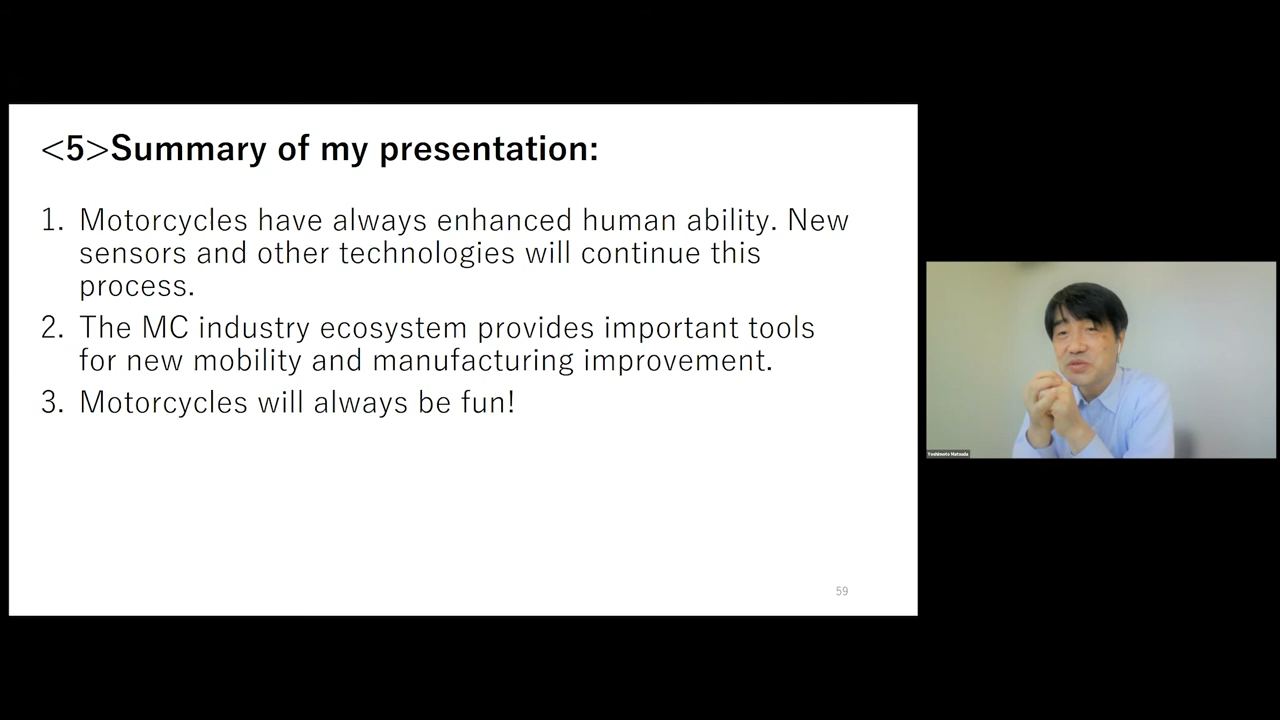 <5>Summary of my presentation:
1. Motorcycles have always enhanced human ability. New
sensors and other technologies will continue this
process.
2. The MC industry ecosystem provides important tools
for new mobility and manufacturing improvement.
3. Motorcycles will always be fun!
59
Yoshimoto Matsuda